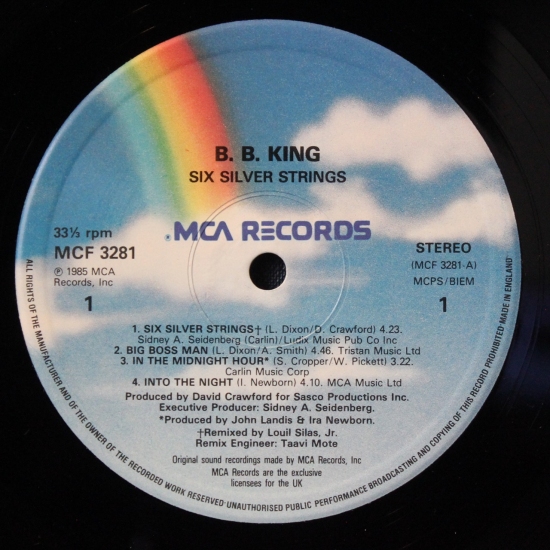 B. B. KING
SIX SILVER STRINGS
.MCA RECORDS
33⅓ rpm
MCF 3281
℗ 1985 MCA
Records, Inc
1
STEREO
(MCF 3281-A)
MCPS/BIEM
1
1. SIX SILVER STRINGS† (L. Dixon/D. Crawford) 4.23.
Sidney A. Seidenberg (Carlin)/Ludix Music Pub Co Inc
2. BIG BOSS MAN (L. Dixon/A. Smith) 4.46. Tristan Music Ltd
3. IN THE MIDNIGHT HOUR* (S. Cropper/W. Pickett) 3.22.
Carlin Music Corp
4. INTO THE NIGHT (I. Newborn) 4.10. MCA Music Ltd
Produced by David Crawford for Sasco Productions Inc.
Executive Producer: Sidney A. Seidenberg.
*Produced by John Landis & Ira Newborn.
†Remixed by Louil Silas, Jr.
Remix Engineer: Taavi Mote
Original sound recordings made by MCA Records, Inc
MCA Records are the exclusive
licensees for the UK
ALL RIGHTS OF THE MANUFACTURER AND OF THE OWNER OF THE RECORDED WORK RESERVED UNAUTHORISED PUBLIC PERFORMANCE BROADCASTING AND COPYING OF THIS RECORD PROHIBITED MADE IN ENGLAND